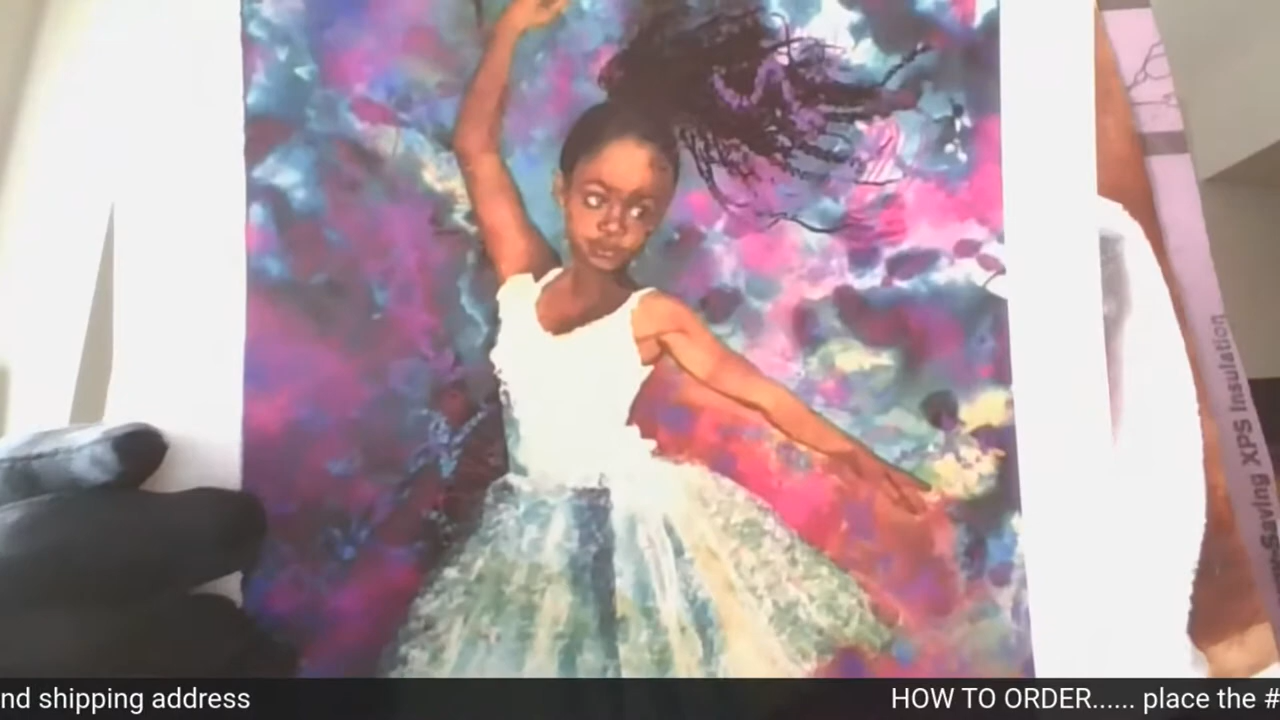 -Saving XPS Insulation
nd shipping address
HOW TO ORDER...... place the #